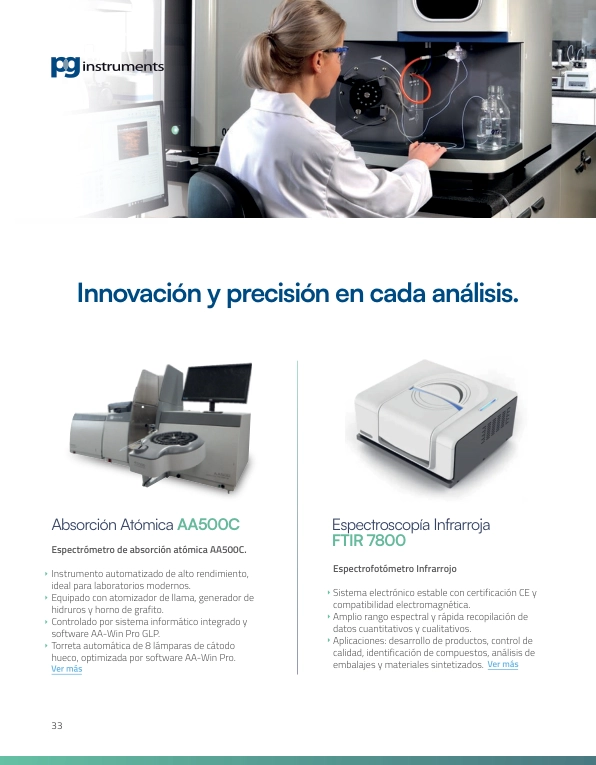 pg instruments
Innovación y precisión en cada análisis.
Absorción Atómica AA500C
Espectrómetro de absorción atómica AA500C.
Instrumento automatizado de alto rendimiento,
ideal para laboratorios modernos.
Equipado con atomizador de llama, generador de
hidruros y horno de grafito.
Controlado por sistema informático integrado y
software AA-Win Pro GLP.
Torreta automática de 8 lámparas de cátodo
hueco, optimizada por software AA-Win Pro.
Ver más
Espectroscopía Infrarroja
FTIR 7800
Espectrofotómetro Infrarrojo
Sistema electrónico estable con certificación CE y
compatibilidad electromagnética.
Amplio rango espectral y rápida recopilación de
datos cuantitativos y cualitativos.
Aplicaciones: desarrollo de productos, control de
calidad, identificación de compuestos, análisis de
embalajes y materiales sintetizados. Ver más
33